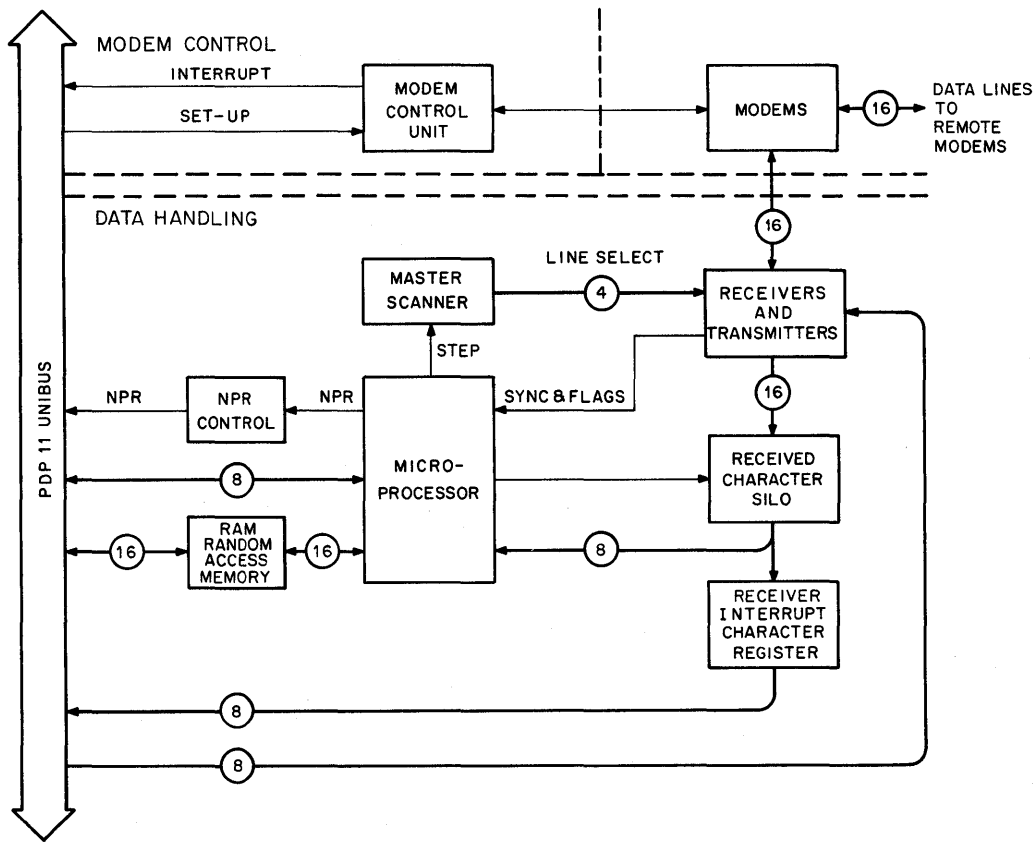 MODEM CONTROL
INTERRUPT
SET-UP
MODEM
CONTROL
UNIT
MODEMS
16
DATA LINES
TO
REMOTE
MODEMS
DATA HANDLING
16
MASTER
SCANNER
LINE SELECT
4
RECEIVERS
AND
TRANSMITTERS
STEP
SYNC & FLAGS
16
NPR
NPR
CONTROL
NPR
PDP 11 UNIBUS
8
MICRO-
PROCESSOR
RECEIVED
CHARACTER
SILO
16
RAM
RANDOM
ACCESS
MEMORY
16
8
RECEIVER
INTERRUPT
CHARACTER
REGISTER
8
8